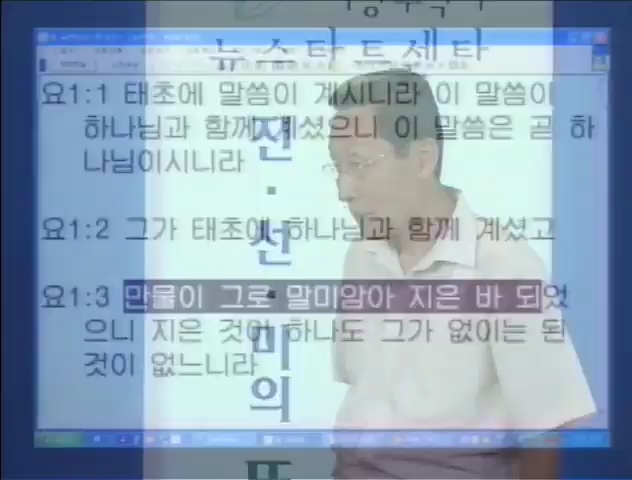 뉴스타트센타
요1:1 태초에 말씀이 계시니라 이 말씀이
하나님과 함께 계셨으니 이 말씀은 곧 하
나님이시니라
요1:2 그가 태초에 하나님과 함께 계셨고
요1:3 만물이 그로 말미암아 지은 바 되었
으니 지은 것이 하나도 그가 없이는 된
것이 없느니라
진·선·미의